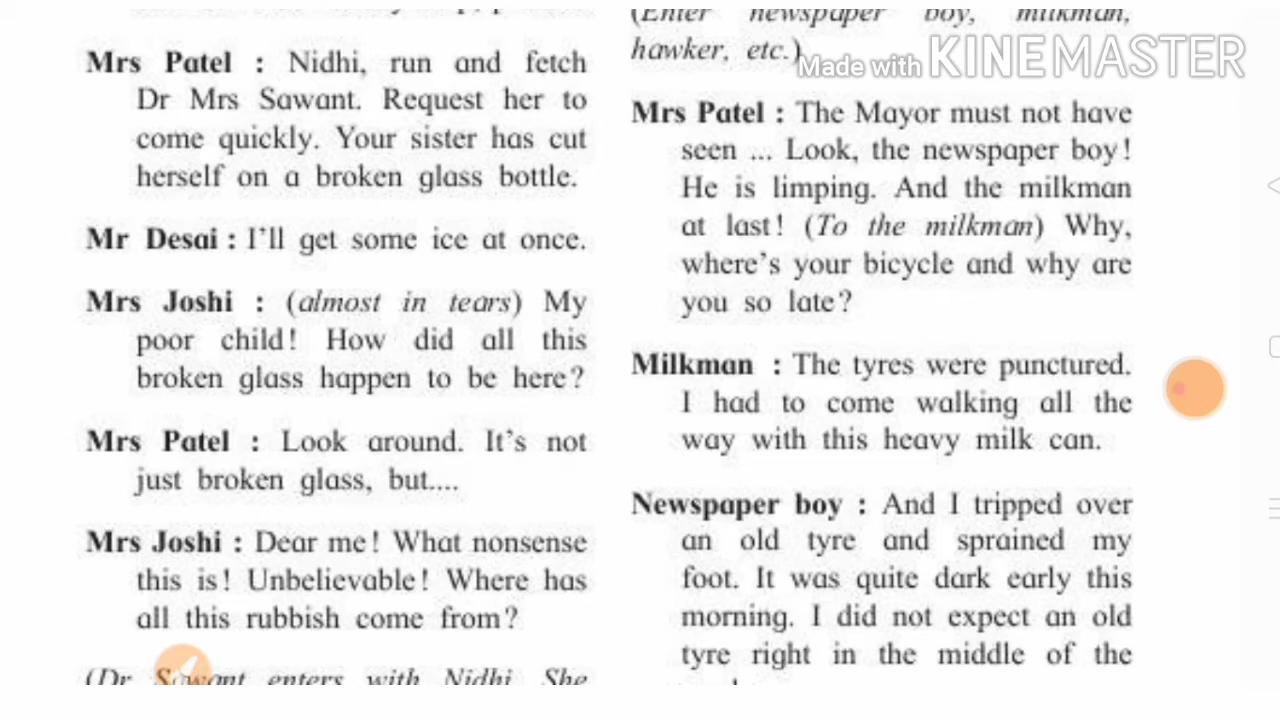 Mrs Patel : Nidhi, run and fetch
Dr Mrs Sawant. Request her to
come quickly. Your sister has cut
herself on a broken glass bottle.
Mr Desai : I'll get some ice at once.
Mrs Joshi : (almost in tears) My
poor child! How did all this
broken glass happen to be here?
Mrs Patel : Look around. It's not
just broken glass, but....
Mrs Joshi : Dear me! What nonsense
this is! Unbelievable! Where has
all this rubbish come from?
(Dr Sawant enters with Nidhi. She
(Enter newspaper boy, milkman,
hawker, etc.)
Made with KINEMASTER
Mrs Patel : The Mayor must not have
seen ... Look, the newspaper boy!
He is limping. And the milkman
at last! (To the milkman) Why,
where's your bicycle and why are
you so late?
Milkman : The tyres were punctured.
I had to come walking all the
way with this heavy milk can.
Newspaper boy : And I tripped over
an old tyre and sprained my
foot. It was quite dark early this
morning. I did not expect an old
tyre right in the middle of the